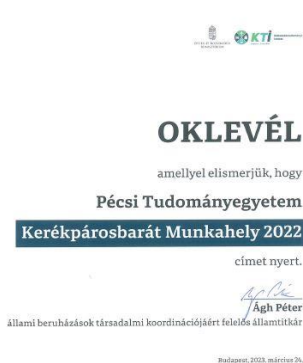 KTI
OKLEVÉL
amellyel elismerjük, hogy
Pécsi Tudományegyetem
Kerékpárosbarát Munkahely 2022
címet nyert.
Ágh Péter
állami beruházások társadalmi koordinációjáért felelős államtitkár
Budapest, 2023. március 24.